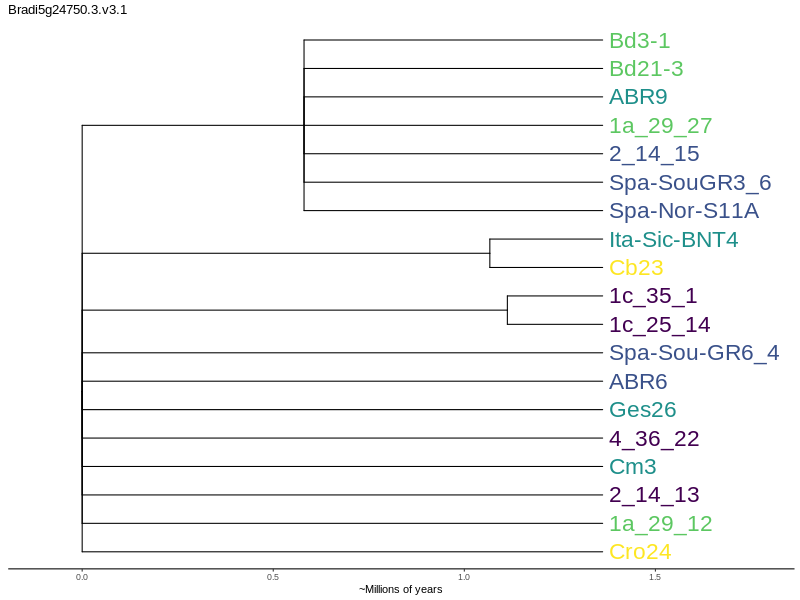 Bradi5g24750.3.v3.1
Bd3-1
Bd21-3
ABR9
1a_29_27
2_14_15
Spa-SouGR3_6
Spa-Nor-S11A
Ita-Sic-BNT4
Cb23
1c_35_1
1c_25_14
Spa-Sou-GR6_4
ABR6
Ges26
4_36_22
Cm3
2_14_13
1a_29_12
Cro24
0.0 0.5 1.0 1.5
~Millions of years